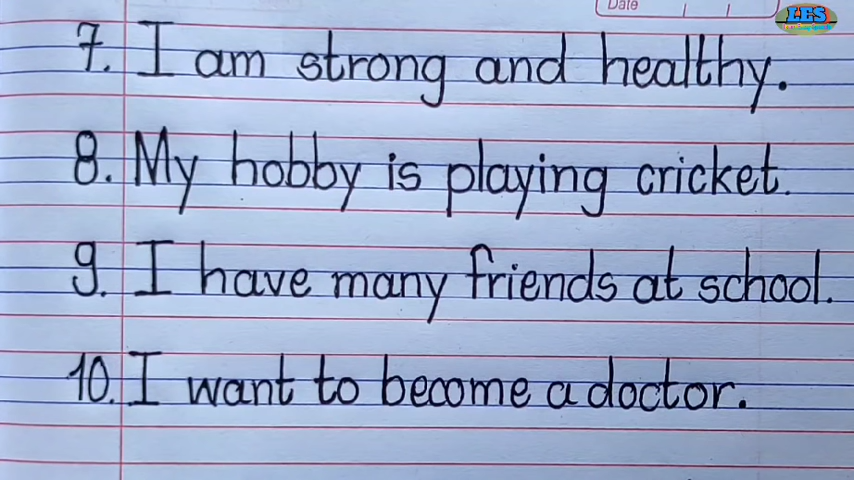 Date
LES
7. I am strong and healthy.
8. My hobby is playing cricket.
9. I have many friends at school.
10. I want to become a doctor.